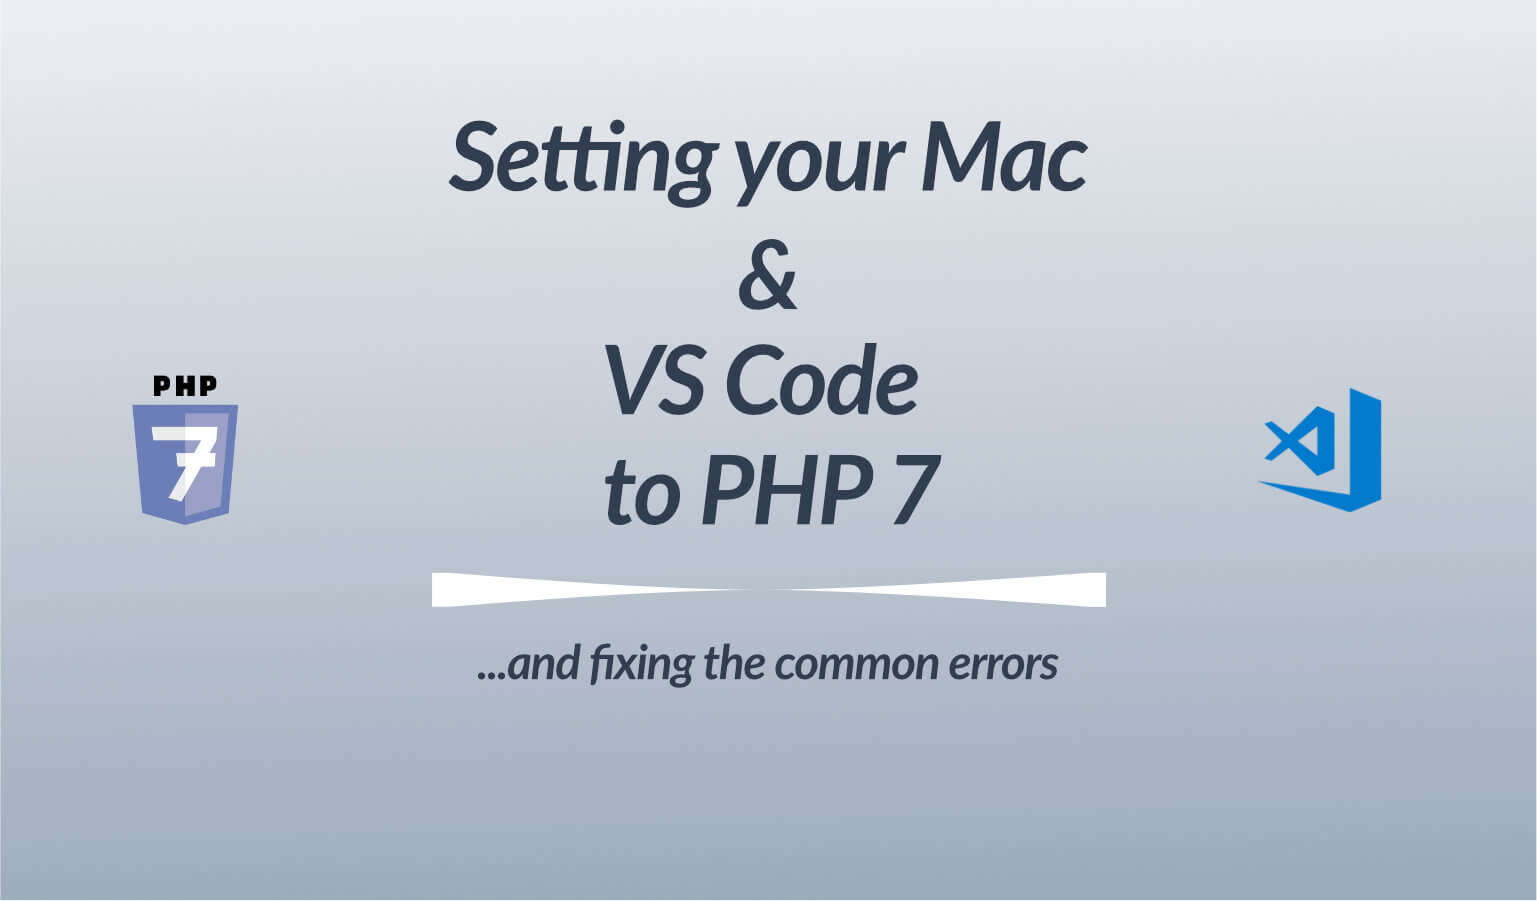 Setting your Mac
&
VS Code
to PHP 7
PHP
7
...and fixing the common errors